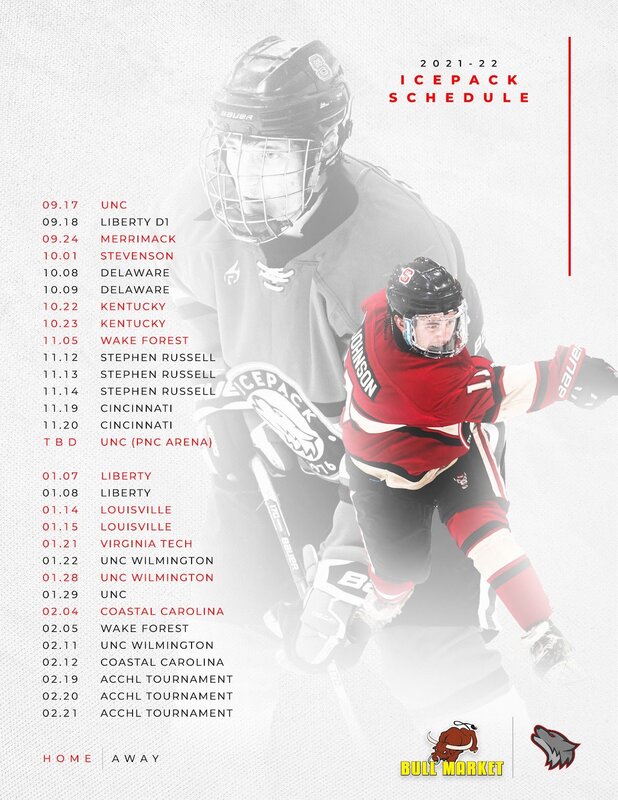 2021-22
ICEPACK
SCHEDULE
09.17 UNC
09.18 LIBERTY D1
09.24 MERRIMACK
10.01 STEVENSON
10.08 DELAWARE
10.09 DELAWARE
10.22 KENTUCKY
10.23 KENTUCKY
11.05 WAKE FOREST
11.12 STEPHEN RUSSELL
11.13 STEPHEN RUSSELL
11.14 STEPHEN RUSSELL
11.19 CINCINNATI
11.20 CINCINNATI
TBD UNC (PNC ARENA)
01.07 LIBERTY
01.08 LIBERTY
01.14 LOUISVILLE
01.15 LOUISVILLE
01.21 VIRGINIA TECH
01.22 UNC WILMINGTON
01.28 UNC WILMINGTON
01.29 UNC
02.04 COASTAL CAROLINA
02.05 WAKE FOREST
02.11 UNC WILMINGTON
02.12 COASTAL CAROLINA
02.19 ACCHL TOURNAMENT
02.20 ACCHL TOURNAMENT
02.21 ACCHL TOURNAMENT
HOME AWAY
BULL MARKET
BAUER
ICEPACK
JOHNSON
11
BAUER
BAUER